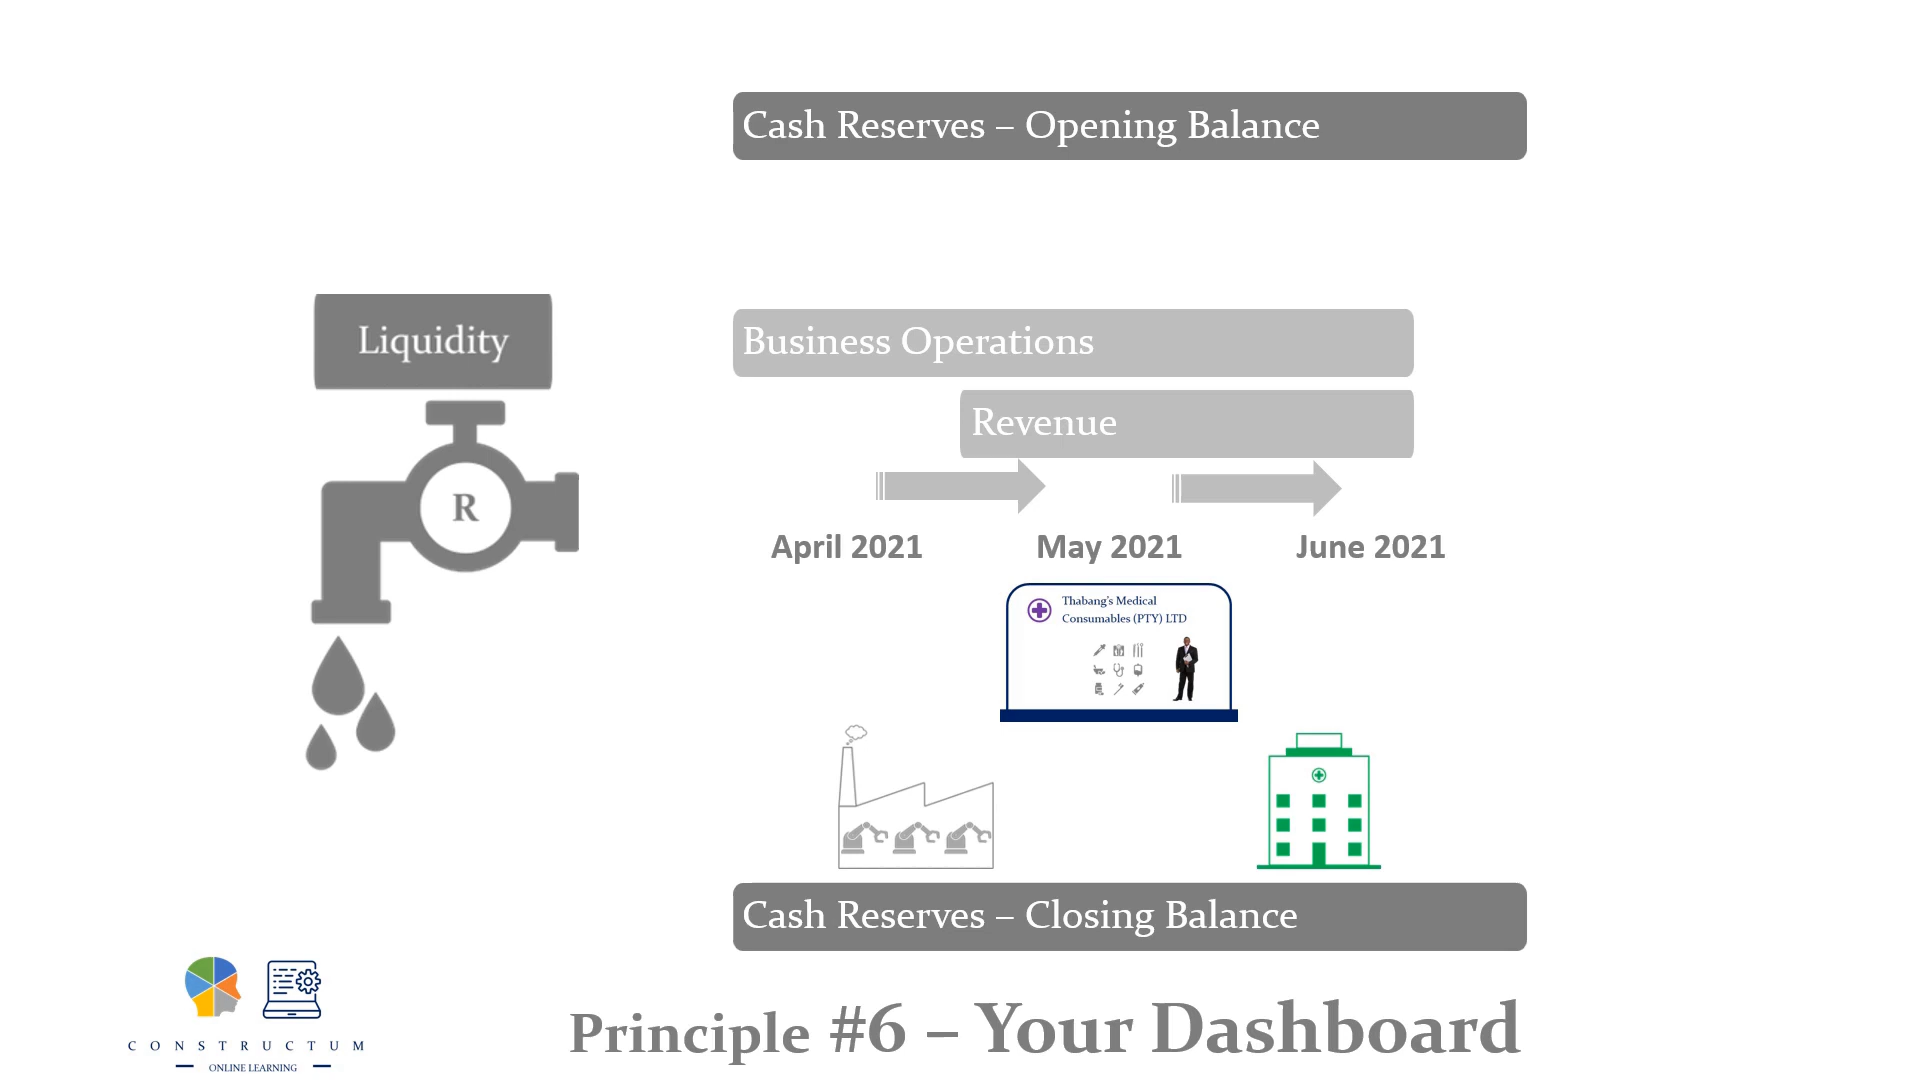 Cash Reserves – Opening Balance
Liquidity
R
Business Operations
Revenue
April 2021
May 2021
June 2021
Thabang's Medical
Consumables (PTY) LTD
Cash Reserves – Closing Balance
CONSTRUCTUM
ONLINE LEARNING
Principle #6 – Your Dashboard